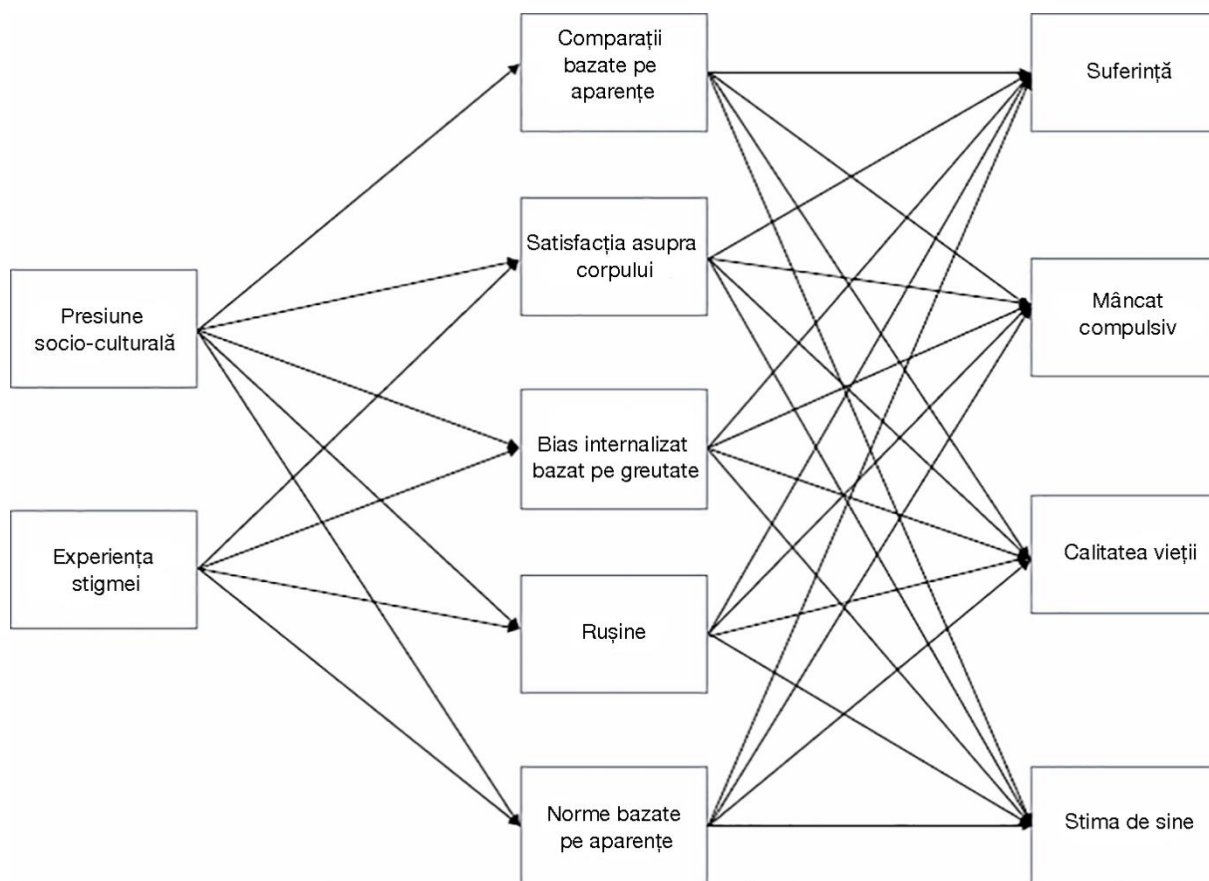 Comparații
bazate pe
aparențe
Suferință
Satisfacția asupra
corpului
Presiune
socio-culturală
Mâncat
compulsiv
Bias internalizat
bazat pe greutate
Experiența
stigmei
Calitatea vieții
Rușine
Norme bazate
pe aparențe
Stima de sine